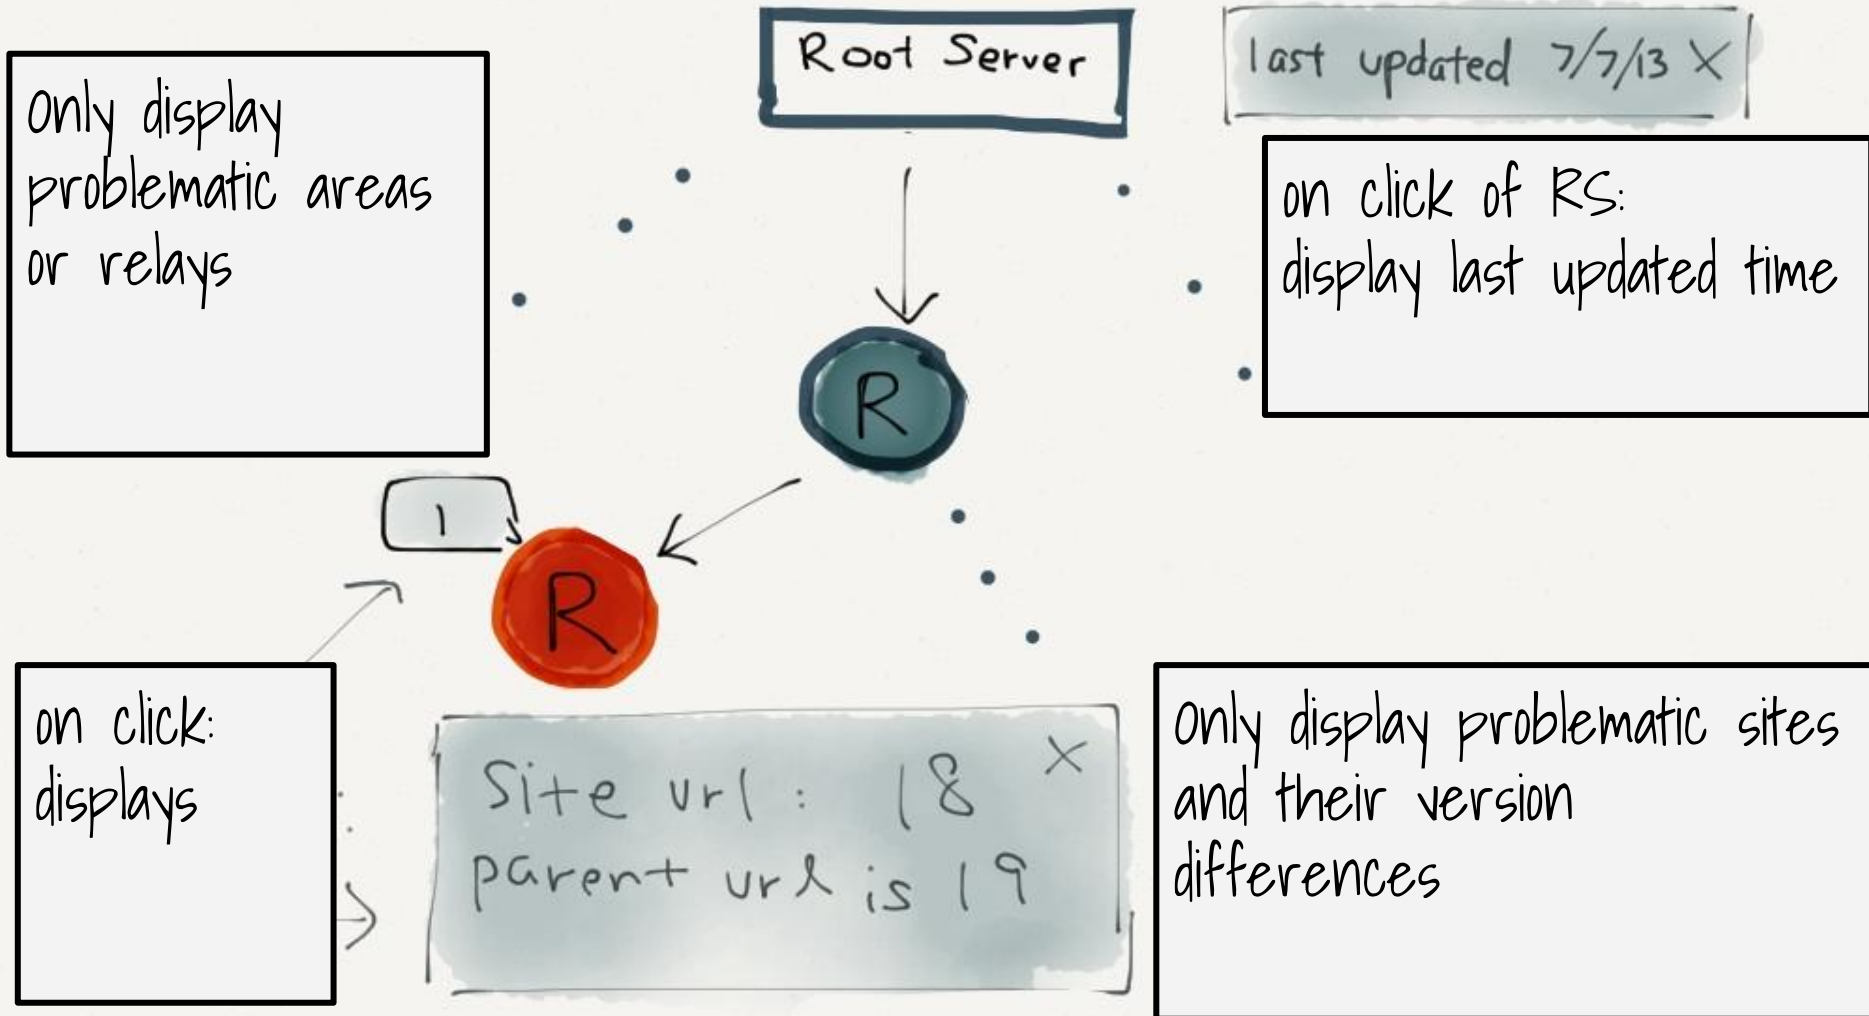 Root Server
last updated 7/7/13 X
Only display
problematic areas
or relays
on click of RS:
display last updated time
R
1
R
on click:
displays
Site url : 18 X
parent url is 19
Only display problematic sites
and their version
differences